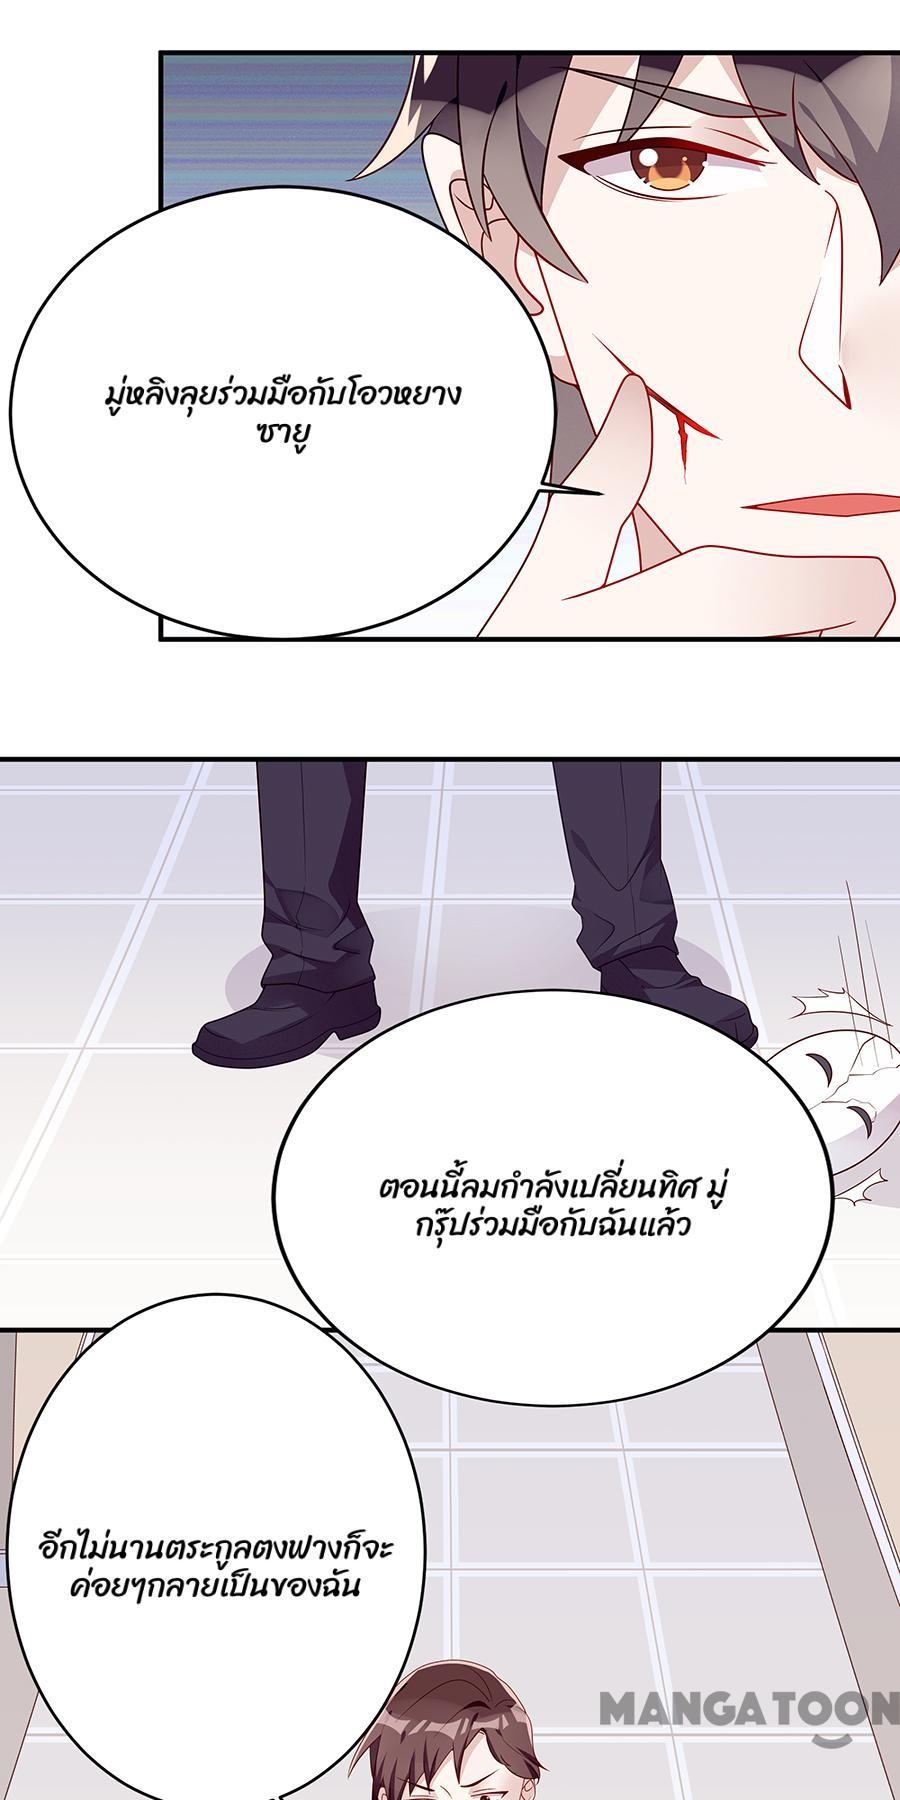 มู่หลิงลุยร่วมมือกับโอวหยาง
ซายู
ตอนนี้ลมกำลังเปลี่ยนทิศ มู่
กรุ๊ปร่วมมือกับฉันแล้ว
อีกไม่นานตระกูลตงฟางก็จะ
ค่อยๆกลายเป็นของฉัน
MANGATOON